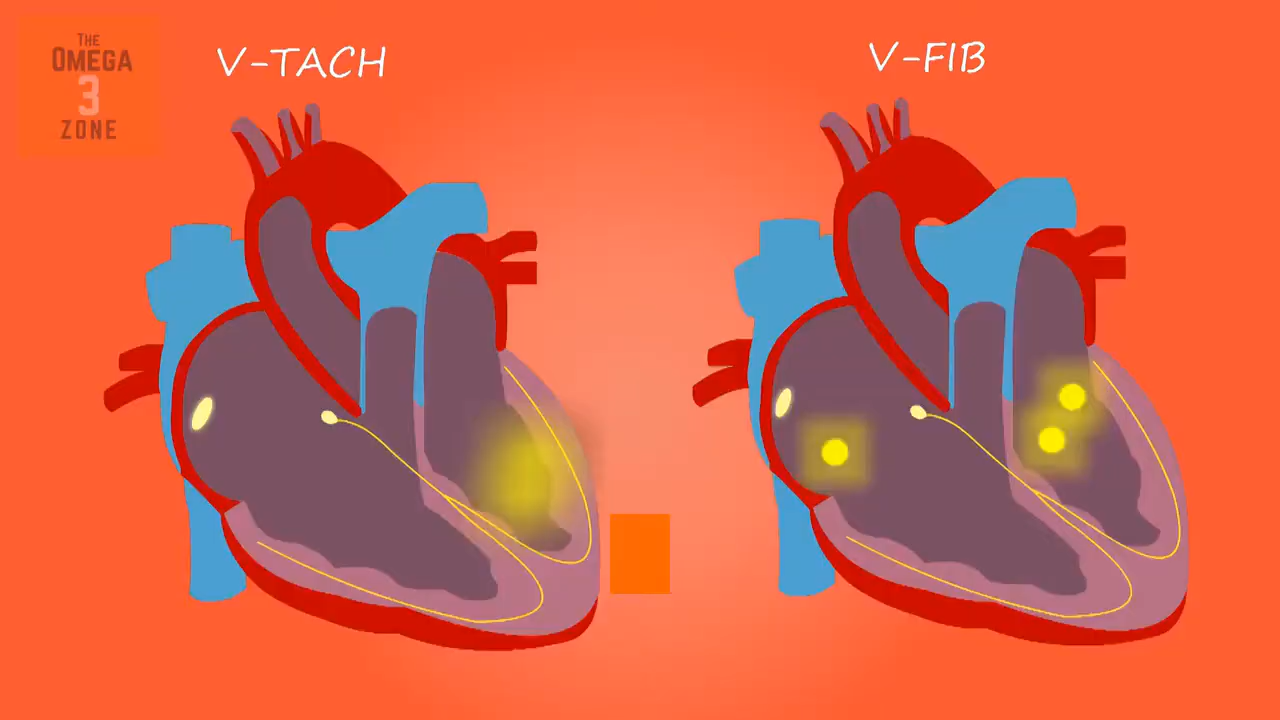 THE
OMEGA
3
ZONE
V-TACH
V-FIB